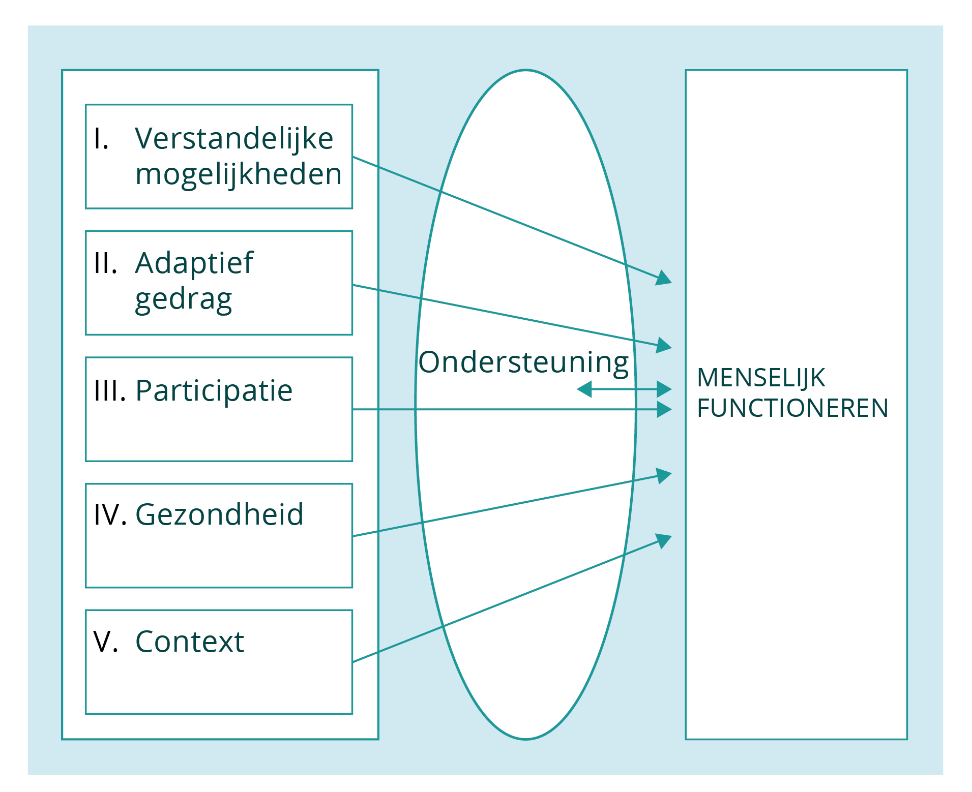 I. Verstandelijke
mogelijkheden
II. Adaptief
gedrag
III. Participatie
IV. Gezondheid
V. Context
Ondersteuning
MENSELIJK
FUNCTIONEREN